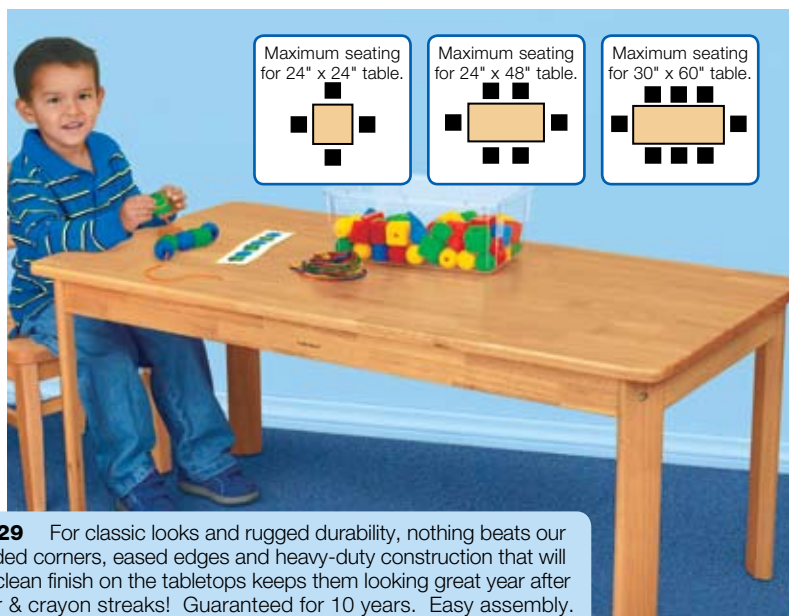 Maximum seating
for 24" x 24" table.
Maximum seating
for 24" x 48" table.
Maximum seating
for 30" x 60" table.
29 For classic looks and rugged durability, nothing beats our
corners, eased edges and heavy-duty construction that will
clean finish on the tabletops keeps them looking great year after
& crayon streaks! Guaranteed for 10 years. Easy assembly.